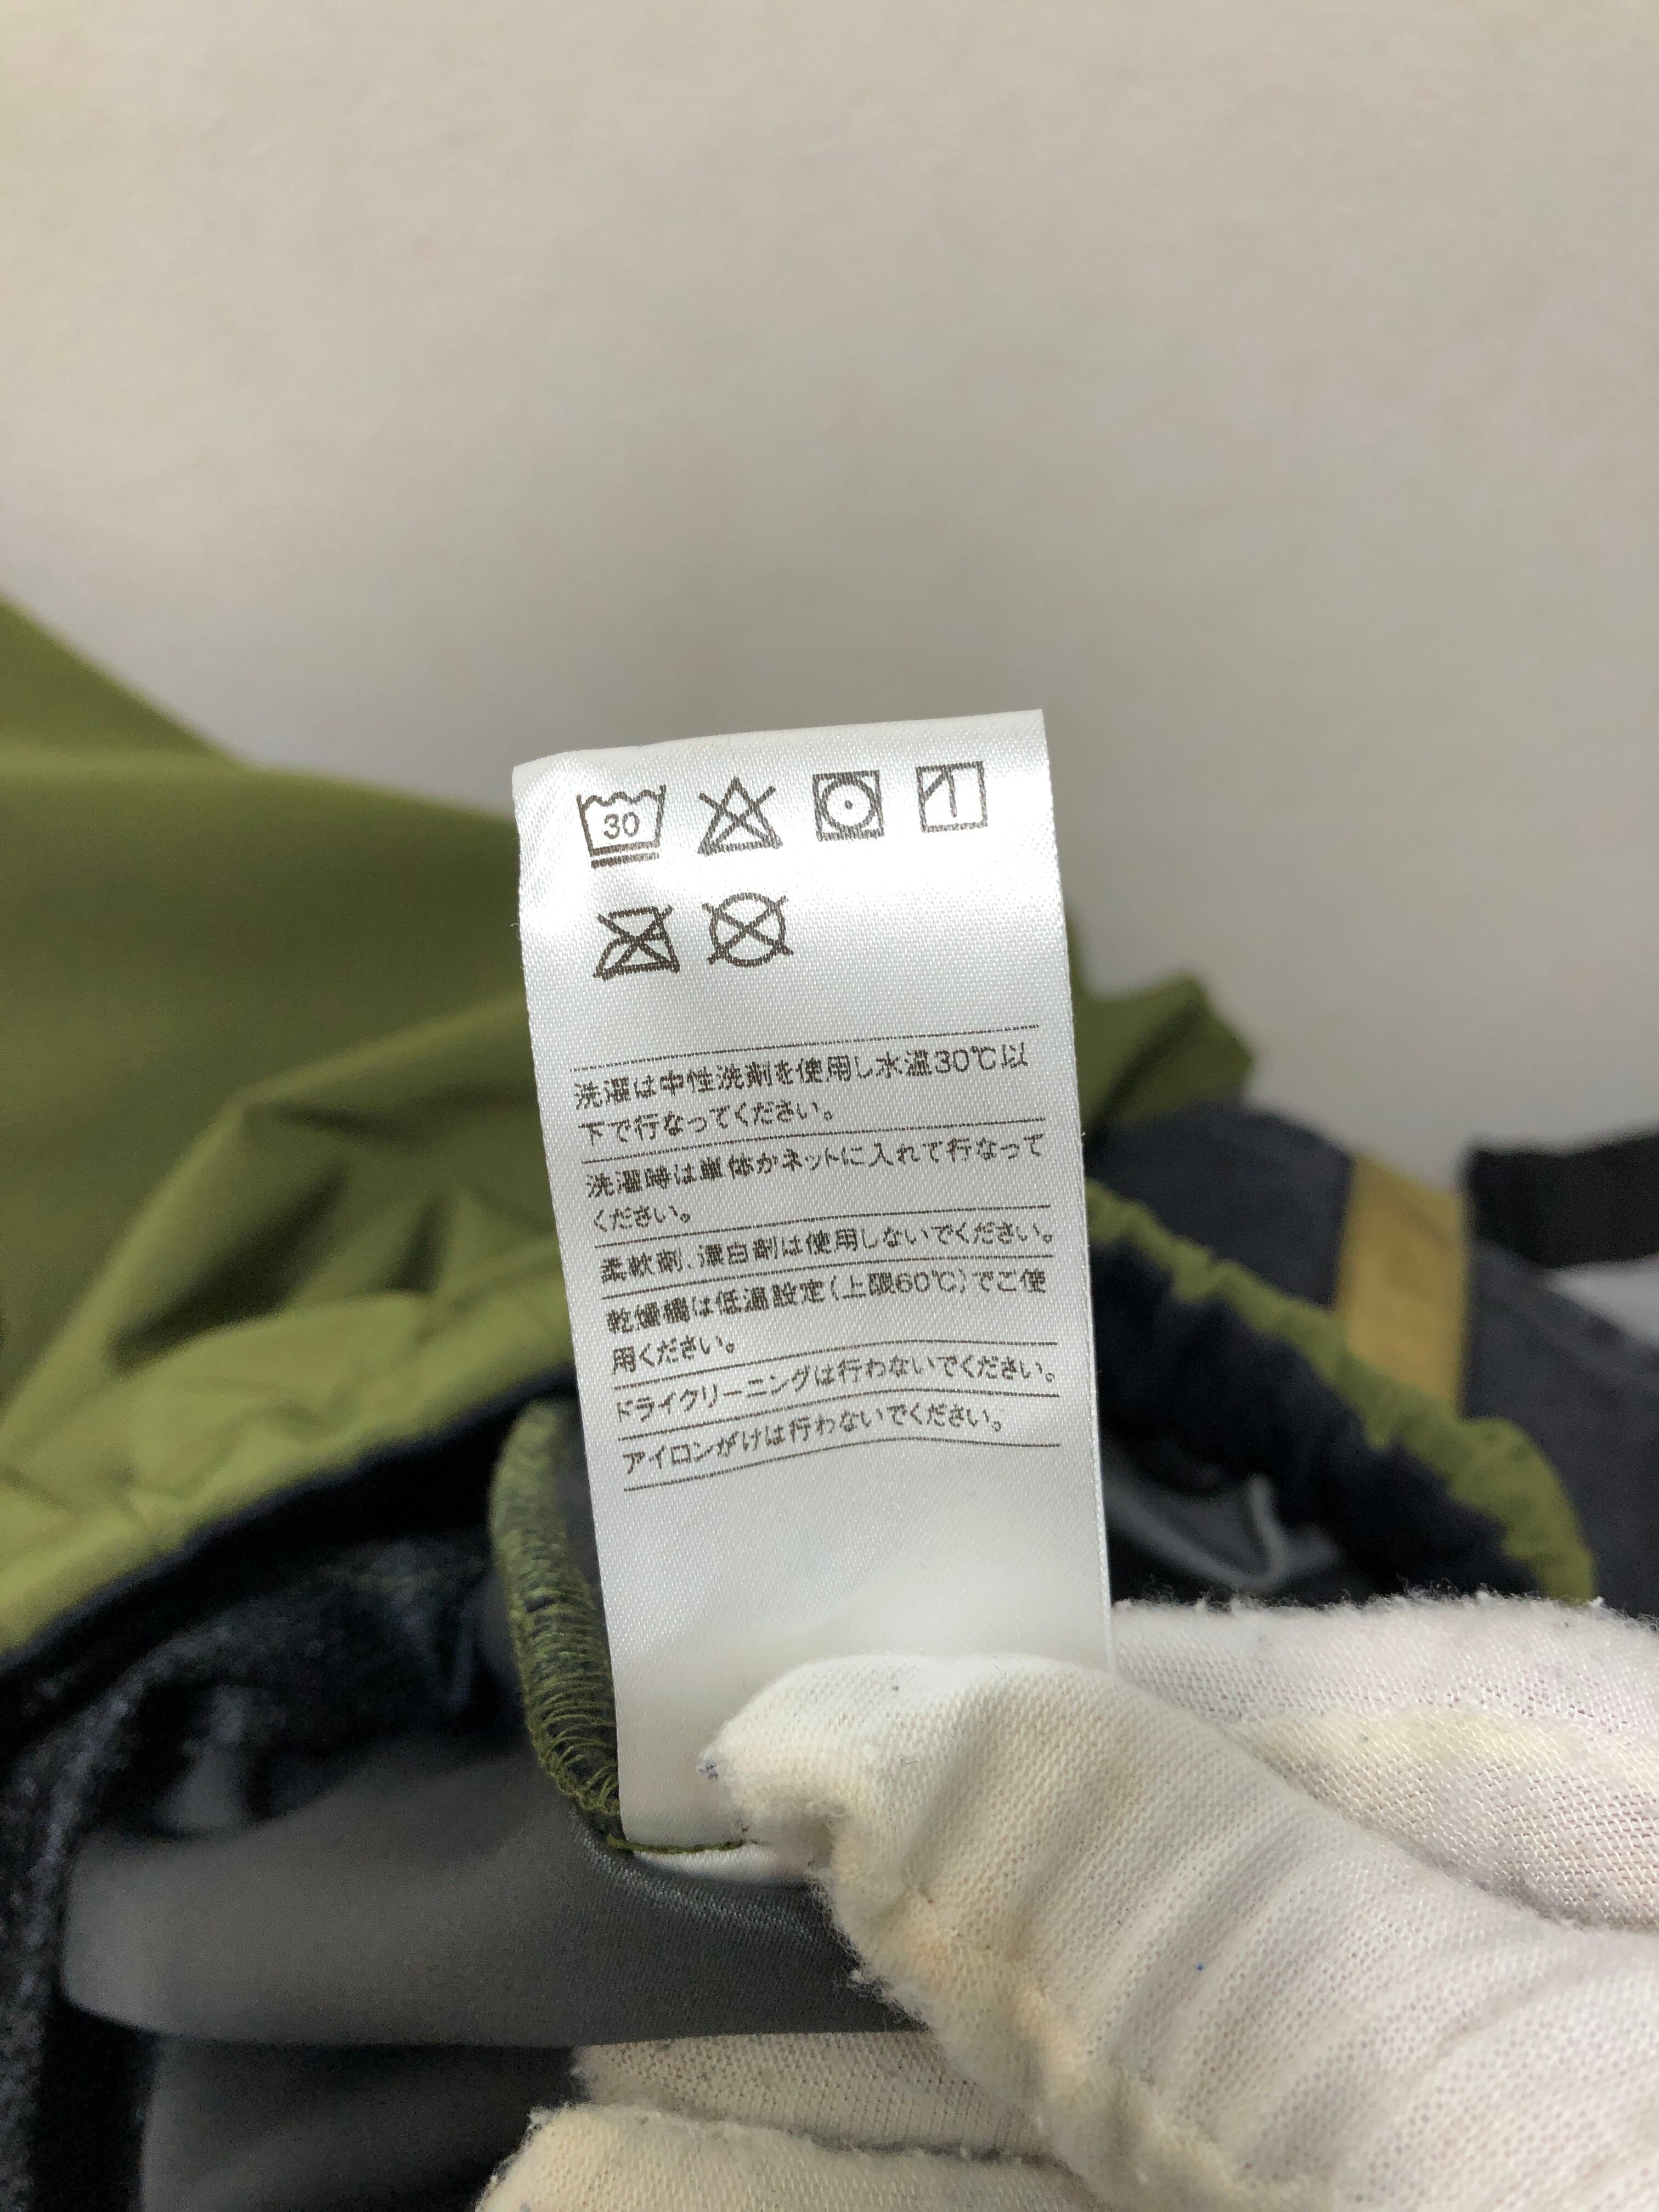 30
洗濯は中性洗剤を使用し水温30℃以
下で行なってください。
洗濯時は単体かネットに入れて行なって
ください。
柔軟剤、漂白剤は使用しないでください。
乾燥機は低温設定(上限60℃)でご使
用ください。
ドライクリーニングは行わないでください。
アイロンがけは行わないでください。